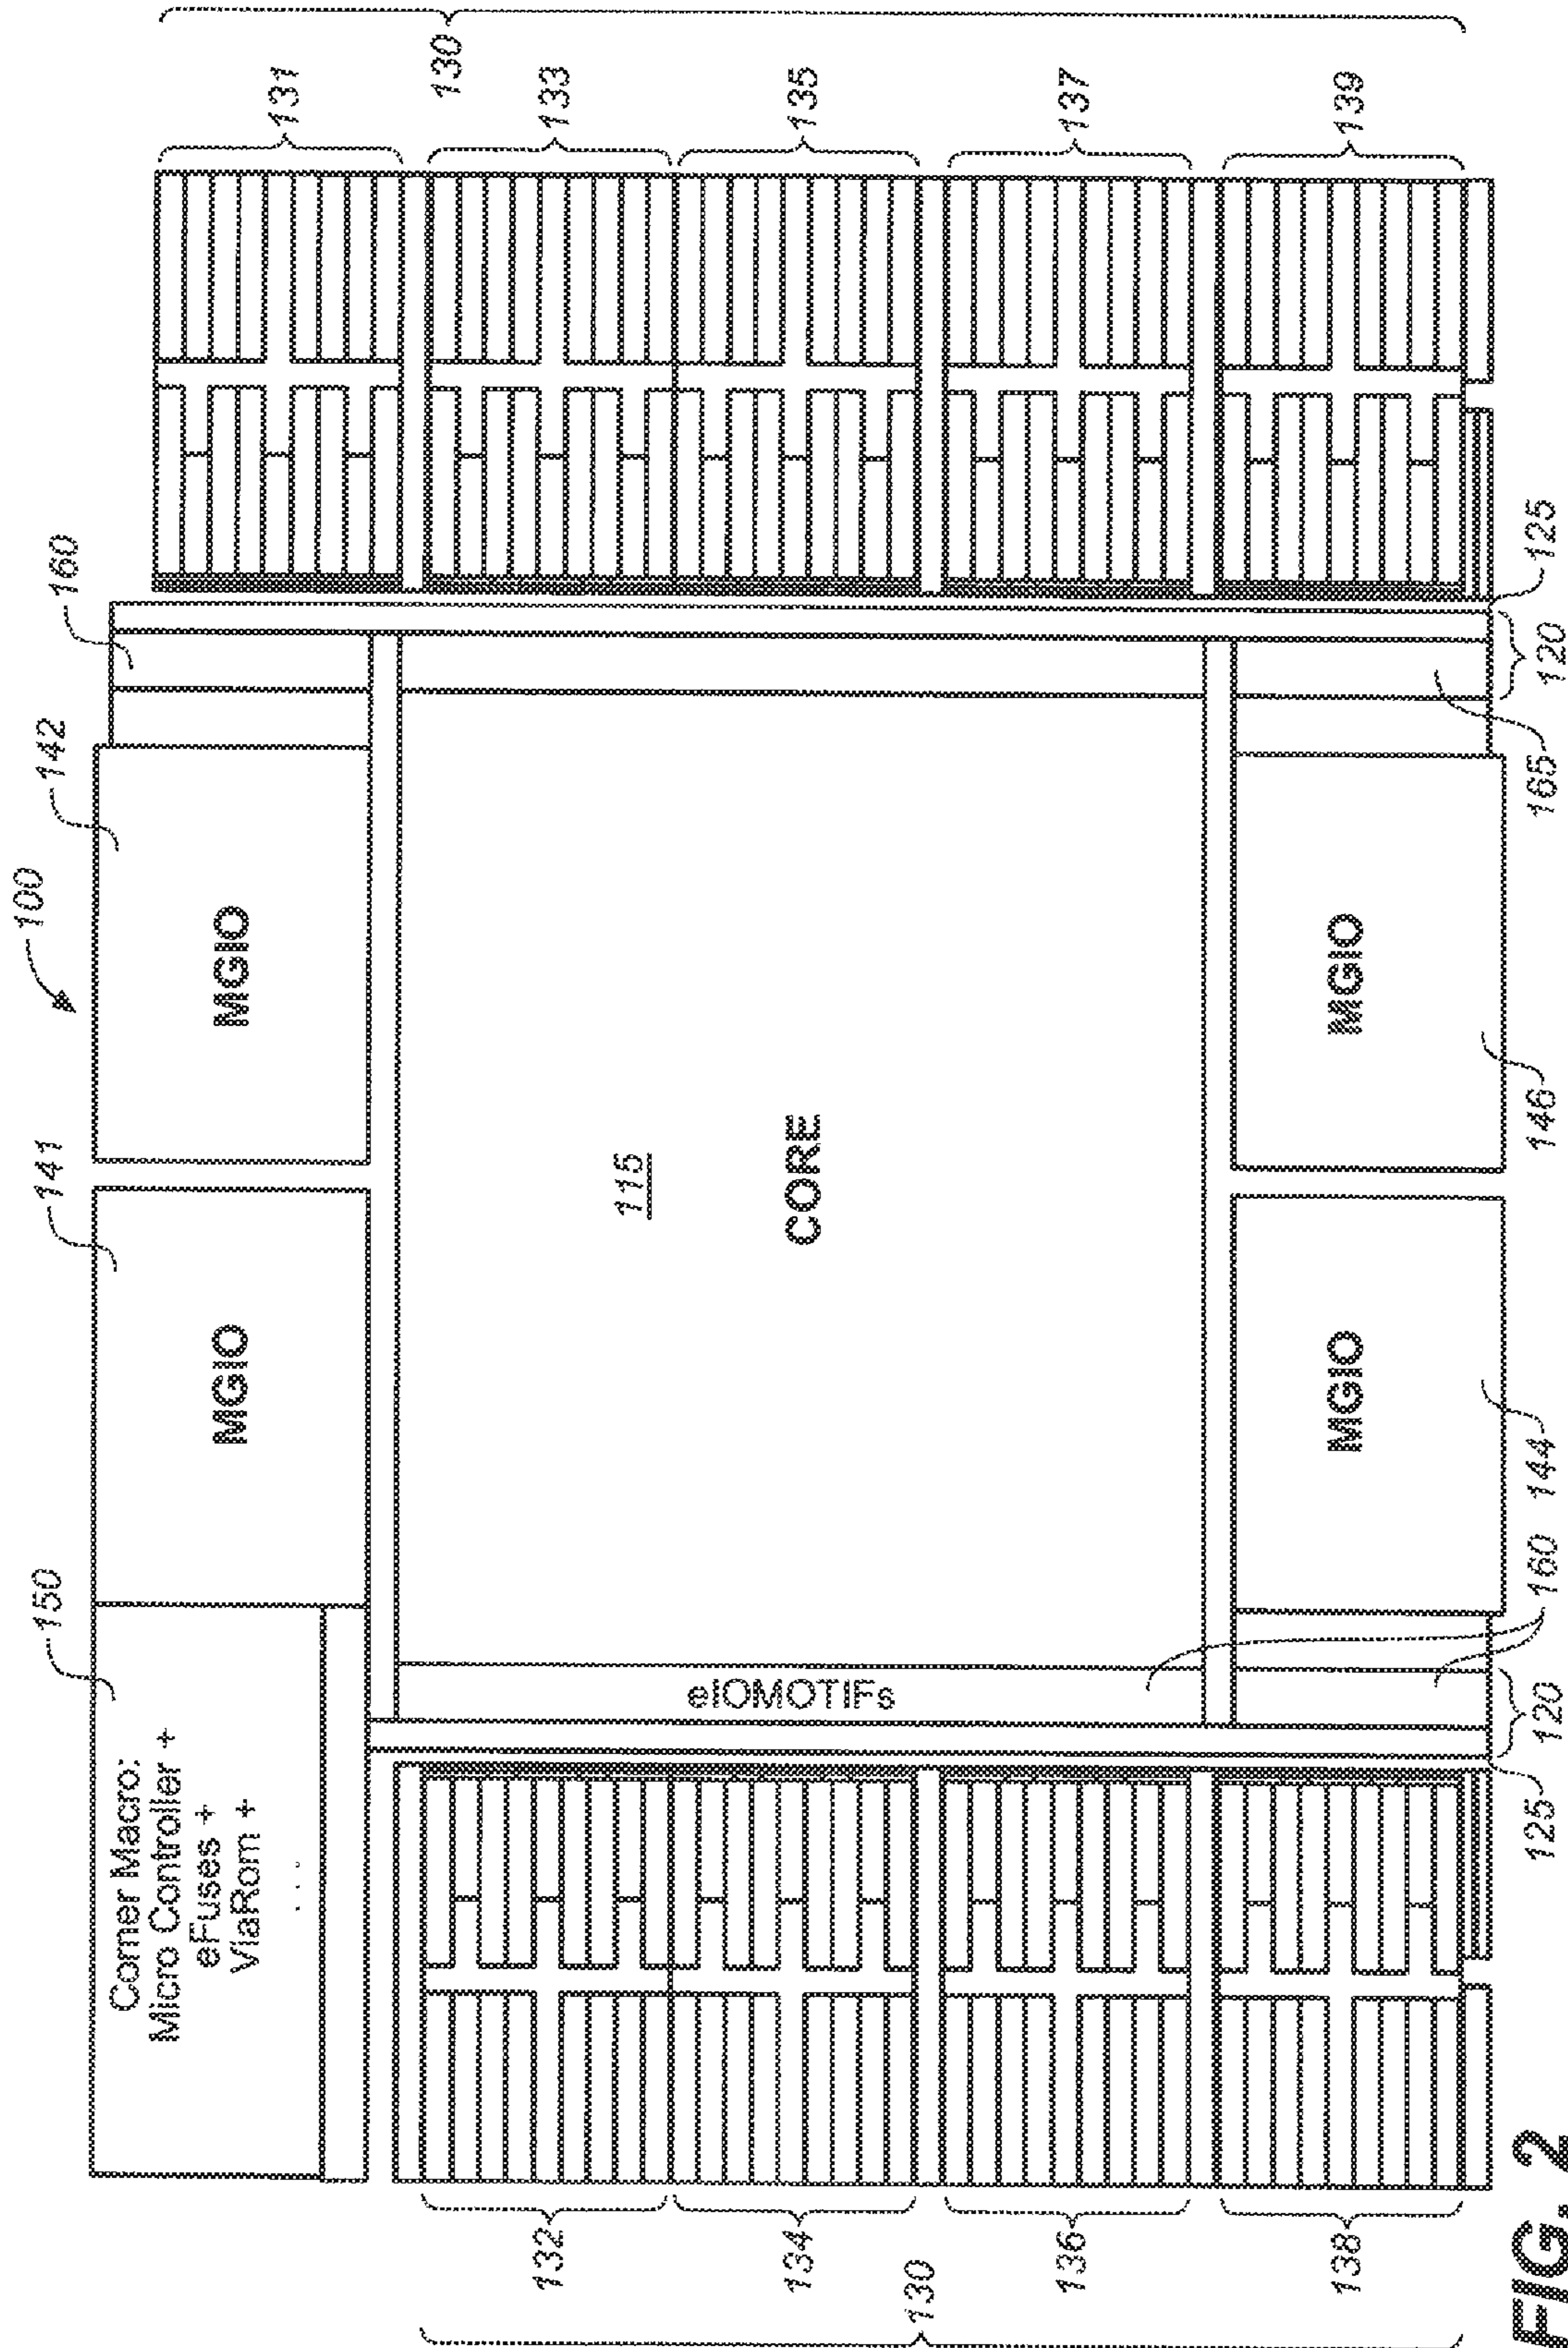 150
141
100
142
160
Corner Macro:
Micro Controller +
eFuses +
ViaRom +
...
MGIO
MGIO
131
130
133
132
115
eIOMOTIFs
CORE
135
134
130
137
136
MGIO
MGIO
139
138
125
120
160
144
146
165
120
125
FIG. 2